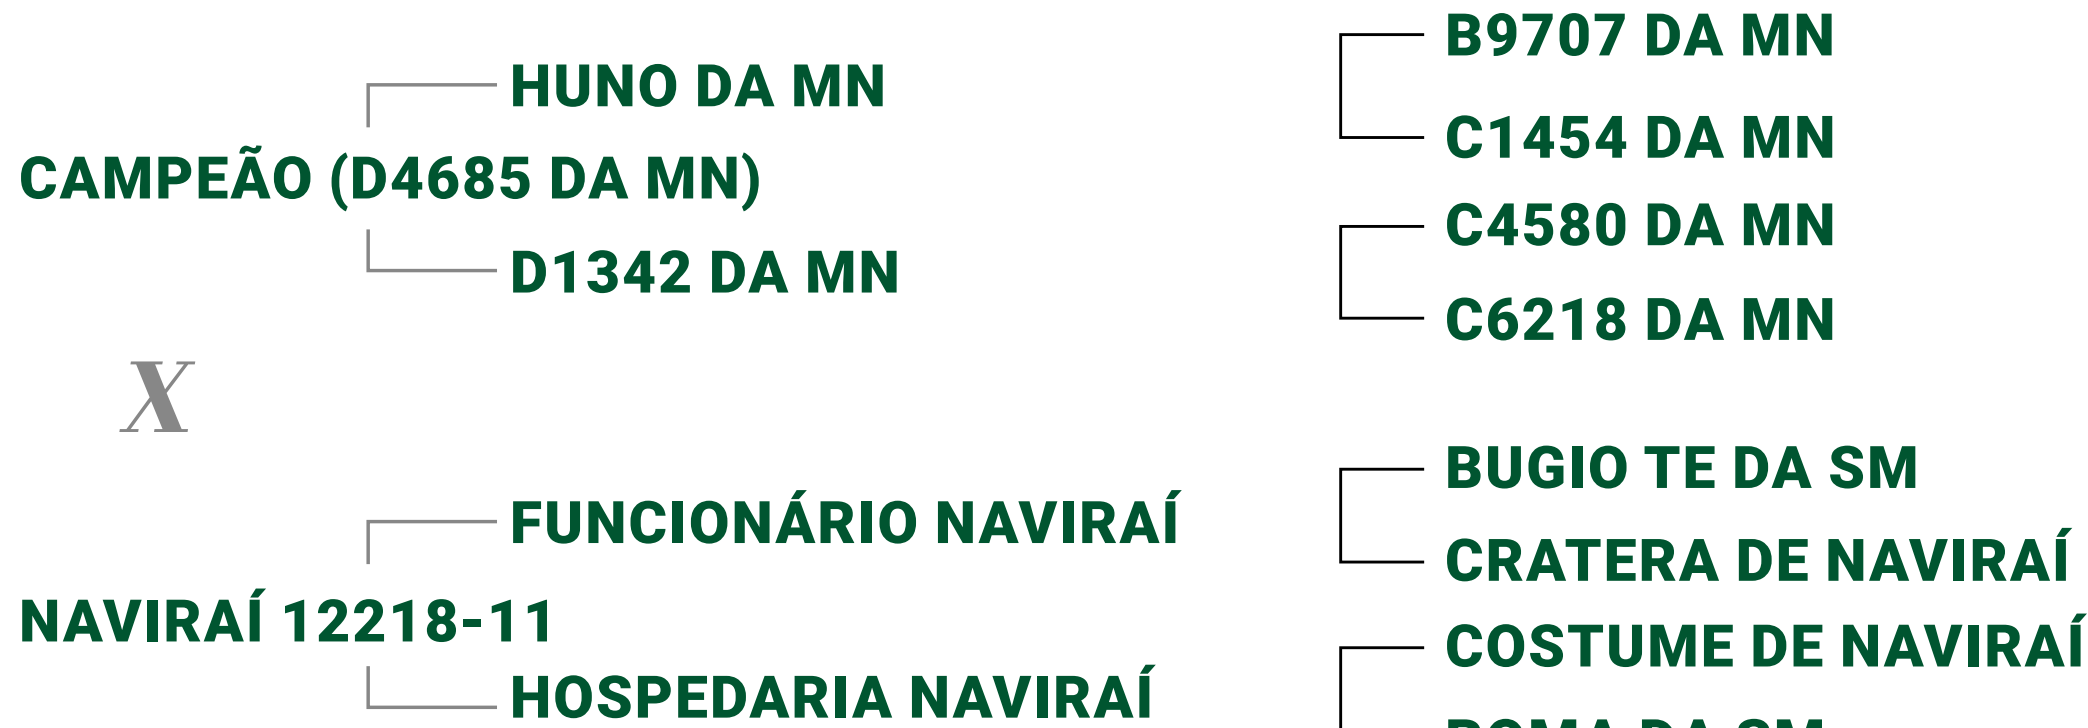 HUNO DA MN
CAMPEÃO (D4685 DA MN)
D1342 DA MN
X
FUNCIONÁRIO NAVIRAÍ
NAVIRAÍ 12218-11
HOSPEDARIA NAVIRAÍ
B9707 DA MN
C1454 DA MN
C4580 DA MN
C6218 DA MN
BUGIO TE DA SM
CRATERA DE NAVIRAÍ
COSTUME DE NAVIRAÍ
DA SM